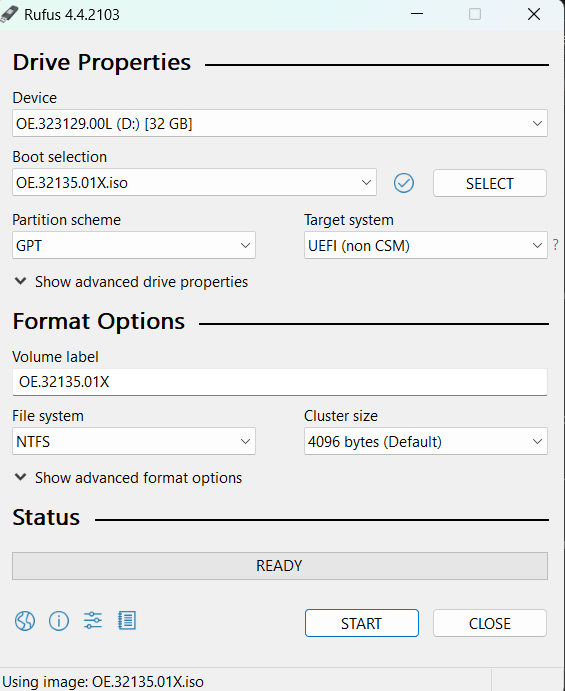 Rufus 4.4.2103
Drive Properties
Device
OE.323129.00L (D:) [32 GB]
Boot selection
OE.32135.01X.iso
SELECT
Partition scheme
Target system
GPT
UEFI (non CSM)
?
Show advanced drive properties
Format Options
Volume label
OE.32135.01X
File system
Cluster size
NTFS
4096 bytes (Default)
Show advanced format options
Status
READY
START
CLOSE
Using image: OE.32135.01X.iso